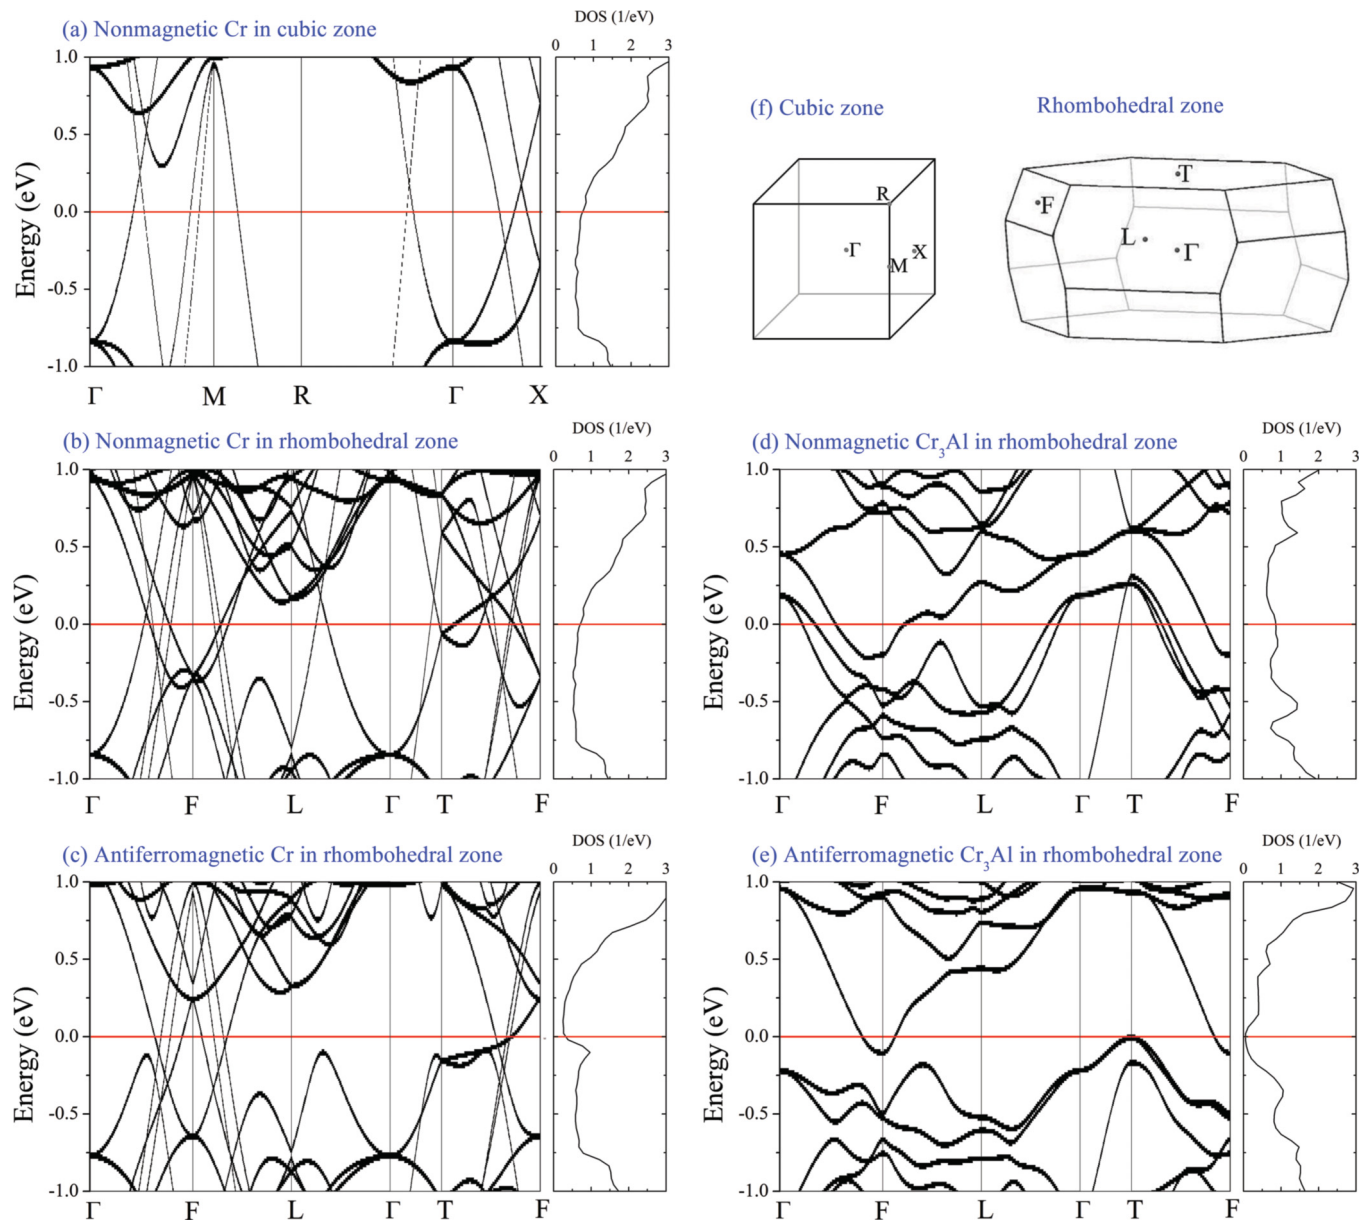 (a) Nonmagnetic Cr in cubic zone
DOS (1/eV)
0 1 2 3
1.0
0.5
0.0
-0.5
-1.0
Energy (eV)
Γ M R Γ X
(f) Cubic zone
Rhombohedral zone
R
Γ
X
M
T
F
L
Γ
(b) Nonmagnetic Cr in rhombohedral zone
DOS (1/eV)
0 1 2 3
1.0
0.5
0.0
-0.5
-1.0
Energy (eV)
Γ F L Γ T F
(d) Nonmagnetic Cr₃Al in rhombohedral zone
DOS (1/eV)
0 1 2 3
1.0
0.5
0.0
-0.5
-1.0
Energy (eV)
Γ F L Γ T F
(c) Antiferromagnetic Cr in rhombohedral zone
DOS (1/eV)
0 1 2 3
1.0
0.5
0.0
-0.5
-1.0
Energy (eV)
Γ F L Γ T F
(e) Antiferromagnetic Cr₃Al in rhombohedral zone
DOS (1/eV)
0 1 2 3
1.0
0.5
0.0
-0.5
-1.0
Energy (eV)
Γ F L Γ T F